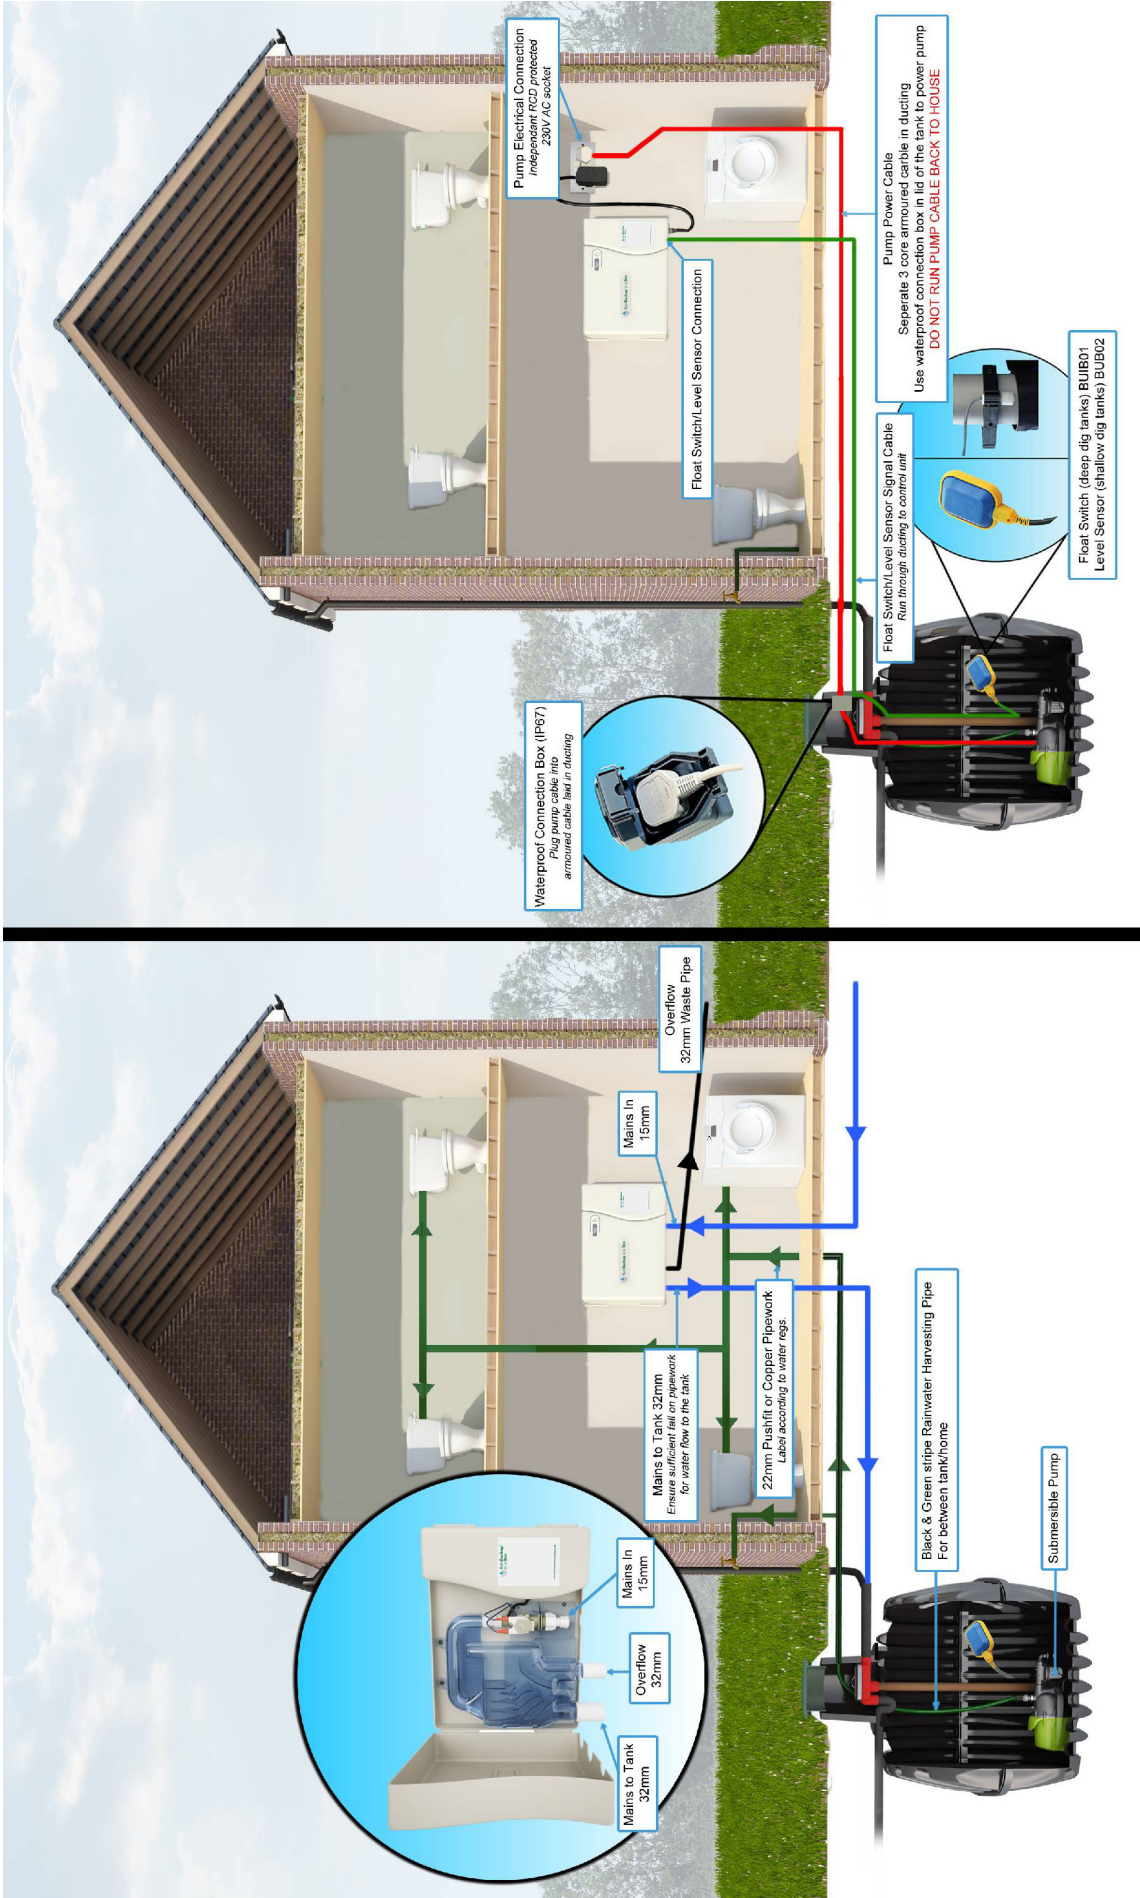 Overflow
32mm Waste Pipe
Mains In
15mm
Mains to Tank 32mm
Ensure sufficient fall on pipework
for water flow to the tank
22mm Pushfit or Copper Pipework
Label according to water regs.
Mains In
15mm
Overflow
32mm
Mains to Tank
32mm
Black & Green stripe Rainwater Harvesting Pipe
For between tank/home
Submersible Pump
Pump Electrical Connection
Independant RCD protected
230V AC socket
Float Switch/Level Sensor Connection
Waterproof Connection Box (IP67)
Plug pump cable into
armoured cable laid in ducting
Pump Power Cable
Seperate 3 core armoured carble in ducting
Use waterproof connection box in lid of the tank to power pump
DO NOT RUN PUMP CABLE BACK TO HOUSE
Float Switch/Level Sensor Signal Cable
Run through ducting to control unit
Float Switch (deep dig tanks) BUIB01
Level Sensor (shallow dig tanks) BUB02